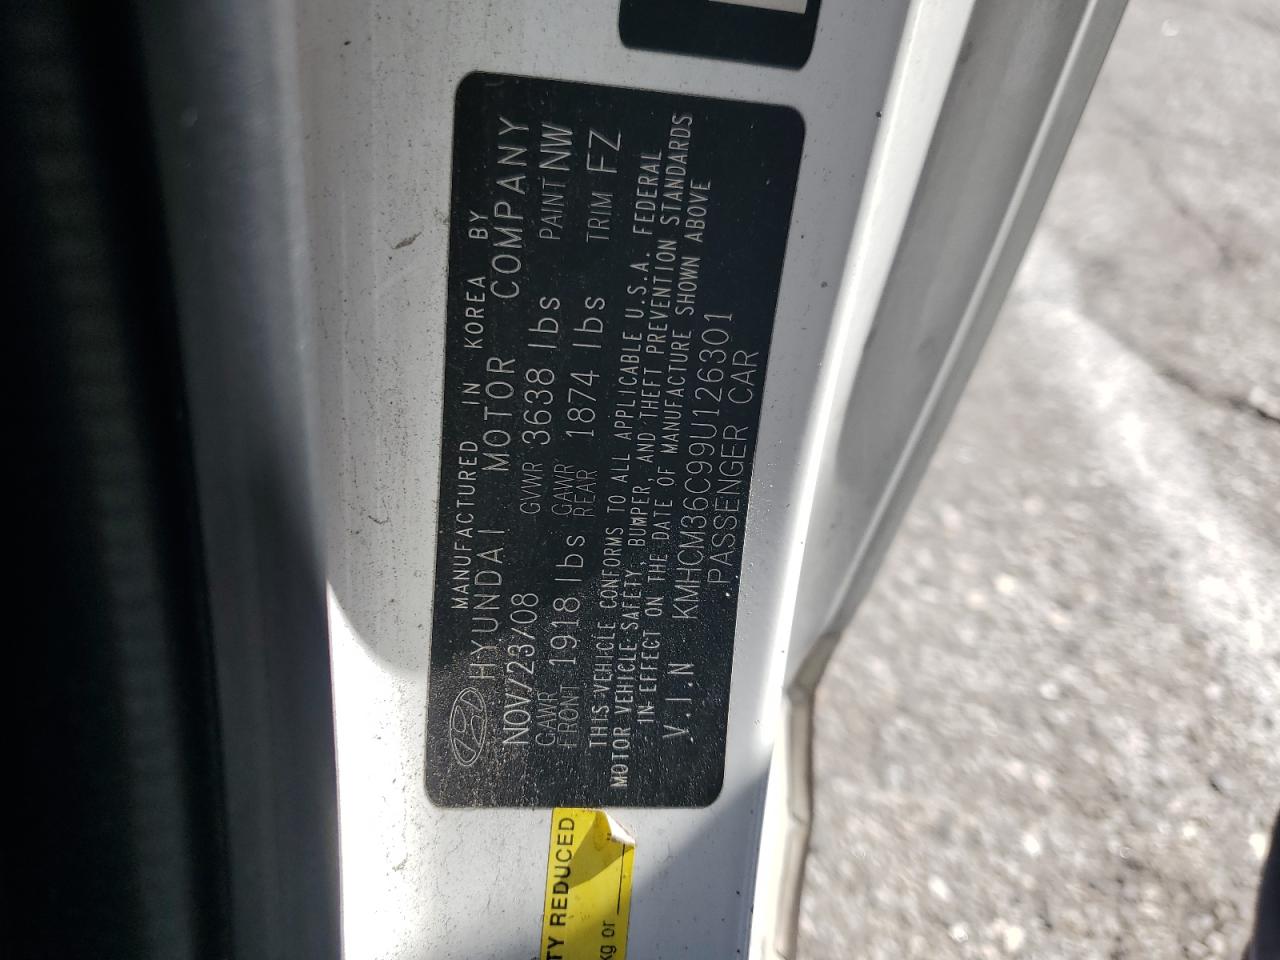 MANUFACTURED IN KOREA BY
HYUNDAI MOTOR COMPANY
NOV/23/08 GVWR 3638 lbs PAINT NW
GAWR FRONT 1918 lbs GAWR REAR 1874 lbs TRIM FZ
THIS VEHICLE CONFORMS TO ALL APPLICABLE U.S.A. FEDERAL
MOTOR VEHICLE SAFETY, BUMPER, AND THEFT PREVENTION STANDARDS
IN EFFECT ON THE DATE OF MANUFACTURE SHOWN ABOVE
V.I.N KMHCM36C99U126301
PASSENGER CAR
TY REDUCED
kg or